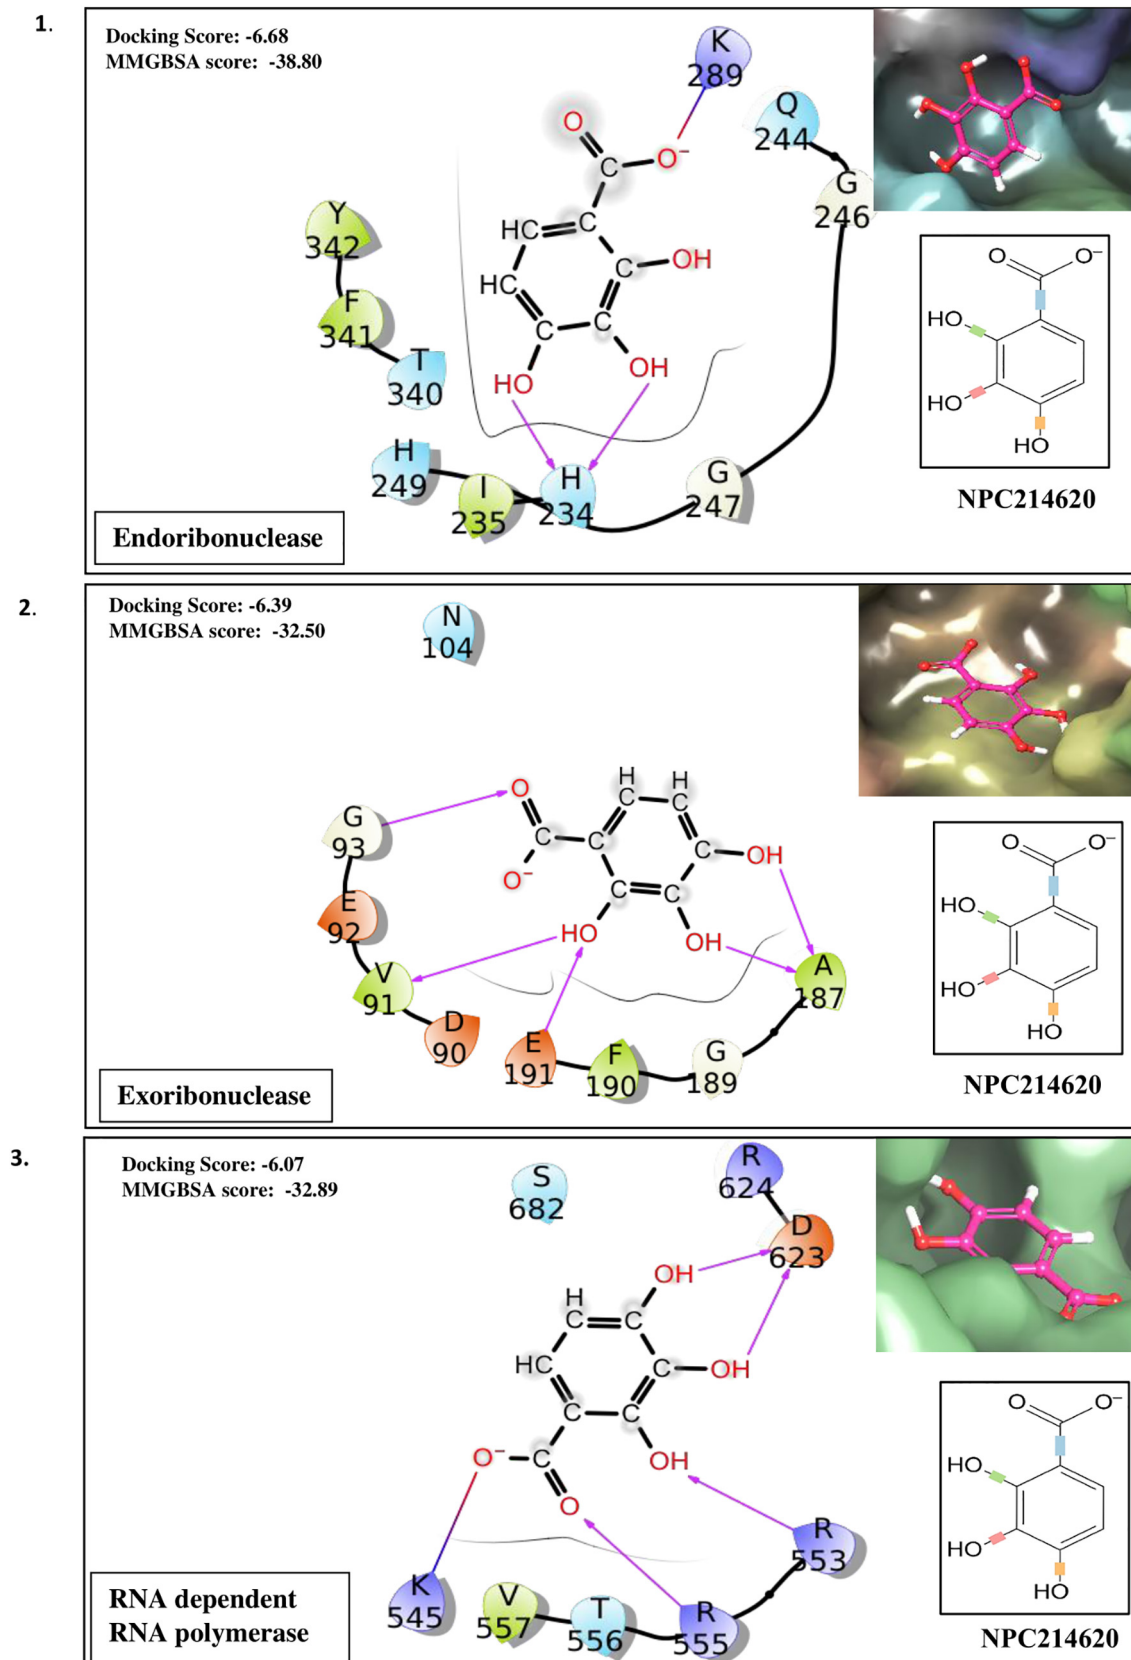 1.
Docking Score: -6.68
MMGBSA score: -38.80
K
289
Q
244
G
246
O
O⁻
C
HC
C
HC
C
OH
C
C
HO
OH
Y
342
F
341
T
340
H
249
I
235
H
234
G
247
Endoribonuclease
O
O⁻
HO
HO
HO
NPC214620
2.
Docking Score: -6.39
MMGBSA score: -32.50
N
104
G
93
E
92
V
91
D
90
E
191
F
190
G
189
A
187
O
H
H
C
C
C
C
C
OH
O⁻
C
C
HO
OH
Exoribonuclease
O
O⁻
HO
HO
HO
NPC214620
3.
Docking Score: -6.07
MMGBSA score: -32.89
S
682
R
624
D
623
OH
H
C
C
HC
C
OH
C
C
O⁻
C
OH
O
R
553
K
545
V
557
T
556
R
555
RNA dependent
RNA polymerase
O
O⁻
HO
HO
HO
NPC214620